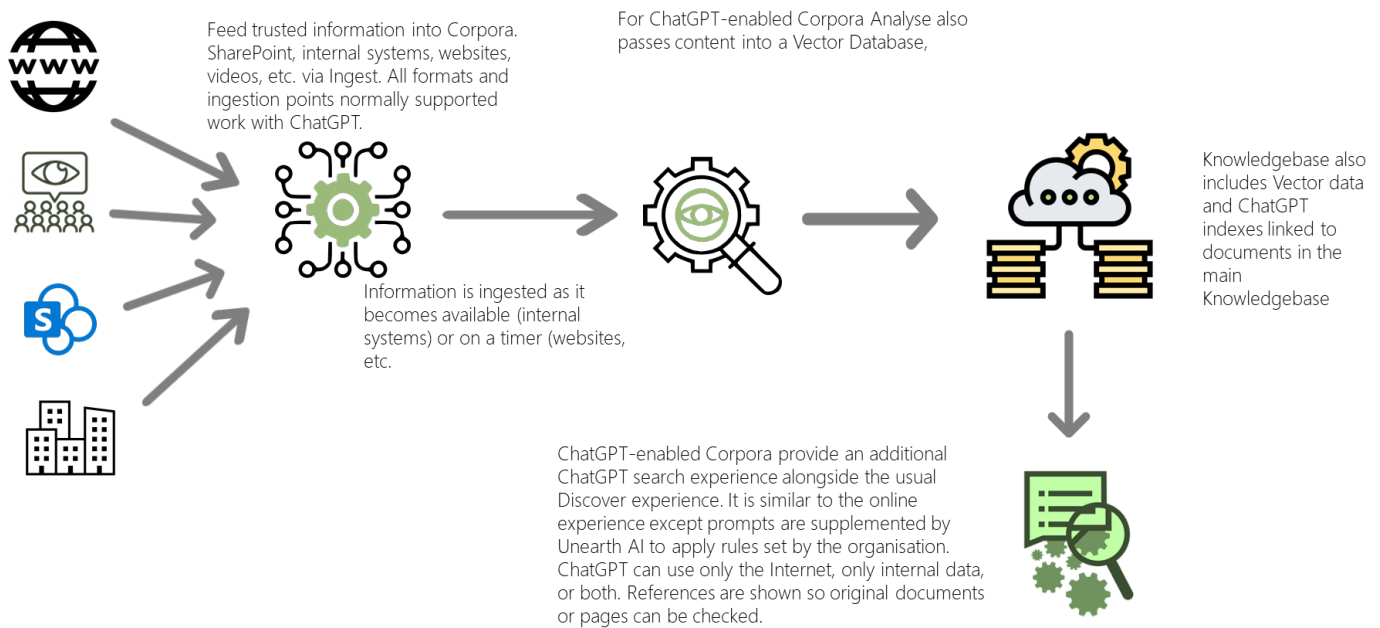 WWW
Feed trusted information into Corpora.
SharePoint, internal systems, websites,
videos, etc. via Ingest. All formats and
ingestion points normally supported
work with ChatGPT.
For ChatGPT-enabled Corpora Analyse also
passes content into a Vector Database,
Knowledgebase also
includes Vector data
and ChatGPT
indexes linked to
documents in the
main
Knowledgebase
S
Information is ingested as it
becomes available (internal
systems) or on a timer (websites,
etc.
ChatGPT-enabled Corpora provide an additional
ChatGPT search experience alongside the usual
Discover experience. It is similar to the online
experience except prompts are supplemented by
Unearth AI to apply rules set by the organisation.
ChatGPT can use only the Internet, only internal data,
or both. References are shown so original documents
or pages can be checked.